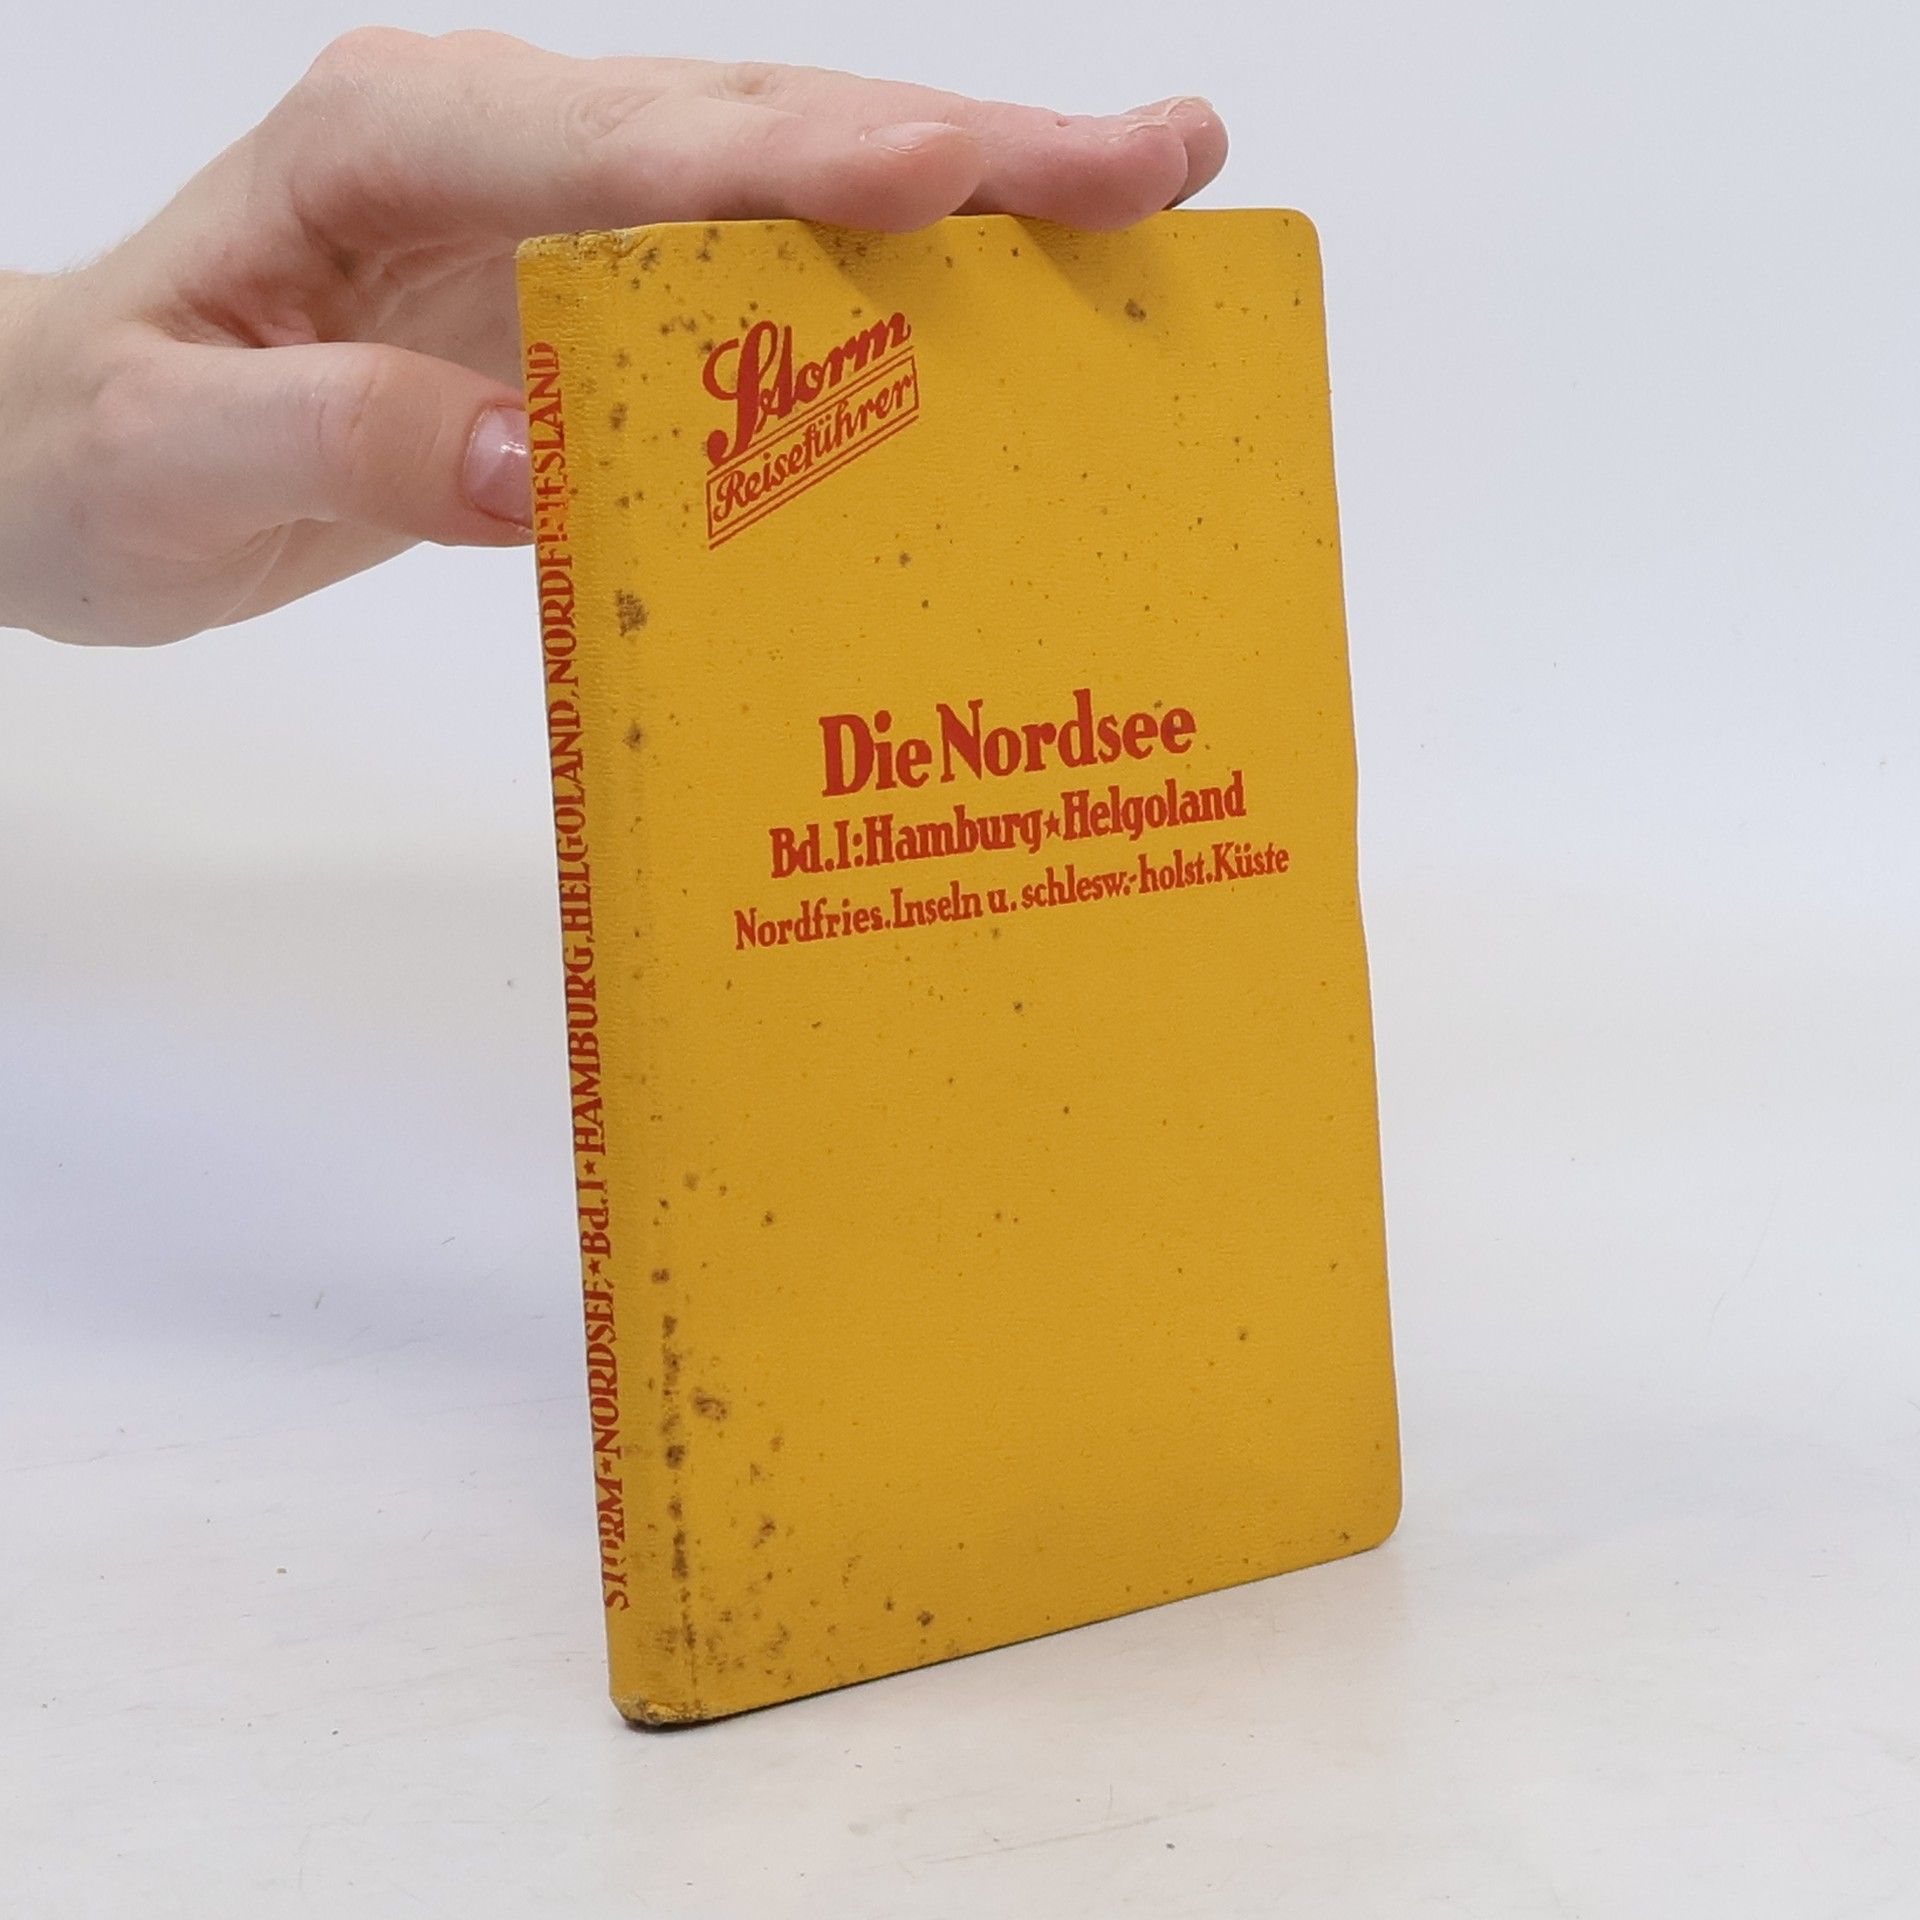 Storm
Reiseführer
Die Nordsee
Bd.I:Hamburg★Helgoland
Nordfries.Inseln u. schlesw.-holst.Küste
STORM★NORDSEE★Bd.I★HAMBURG,HELGOLAND,NORDFRIESLAND